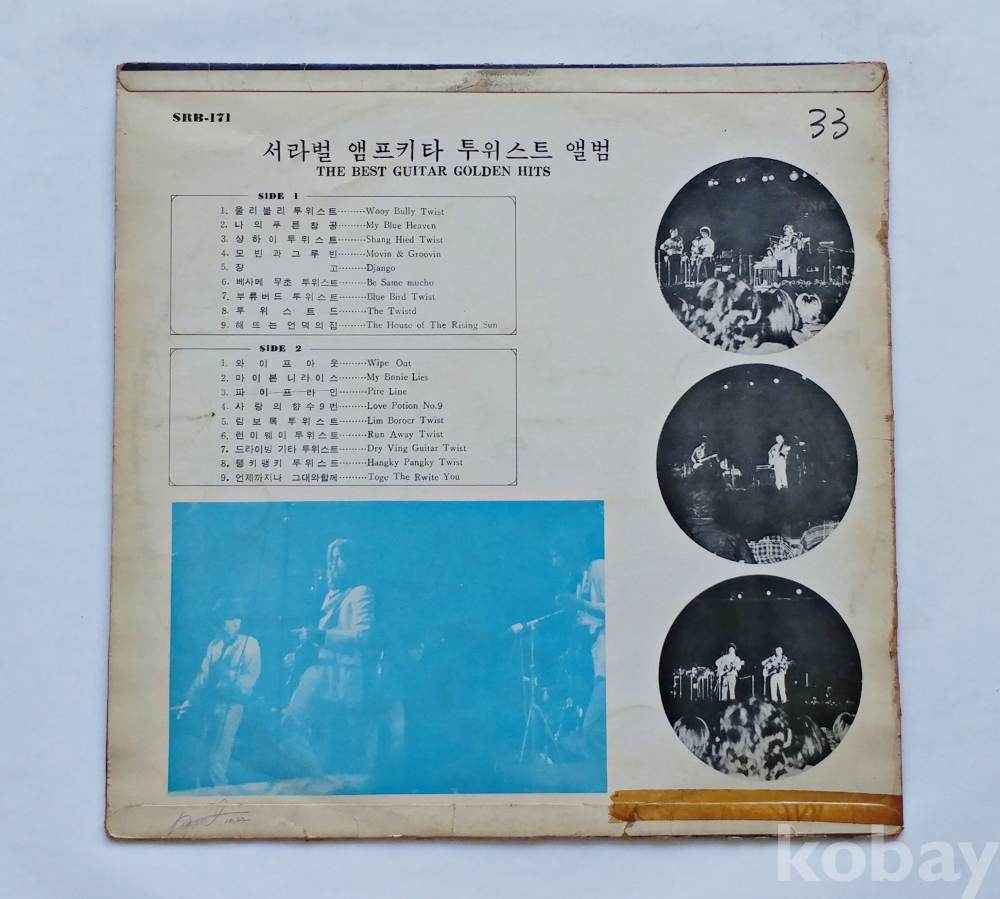 SRB-171
33
서라벌 앰프키타 투위스트 앨범
THE BEST GUITAR GOLDEN HITS
SIDE 1
1. 울리불리 투위스트………Wooy Bully Twist
2. 나의푸른창공………My Blue Heaven
3. 샹하이투위스트………Shang Hied Twist
4. 모빈과그루빈………Movin & Groovin
5. 장고………Django
6. 베사메 무쵸 투위스트………Be Same mucho
7. 부류버드 투위스트………Blue Bird Twist
8. 투위스트드………The Twistd
9. 해뜨는언덕의집………The House of The Rising Sun
SIDE 2
1. 와이프아웃………Wipe Out
2. 마이본니라이스………My Bonie Lies
3. 파이프라인………Pire Line
4. 사랑의향수9번………Love Potion No.9
5. 림보록투위스트………Lim Borocr Twist
6. 런이웨이투위스트………Run Away Twist
7. 드라이빙 기타 투위스트………Dry Ving Guitar Twist
8. 행키팽키 투위스트………Hangky Pangky Twist
9. 언제까지나 그대와함께………Toge The Rwite You
kobay